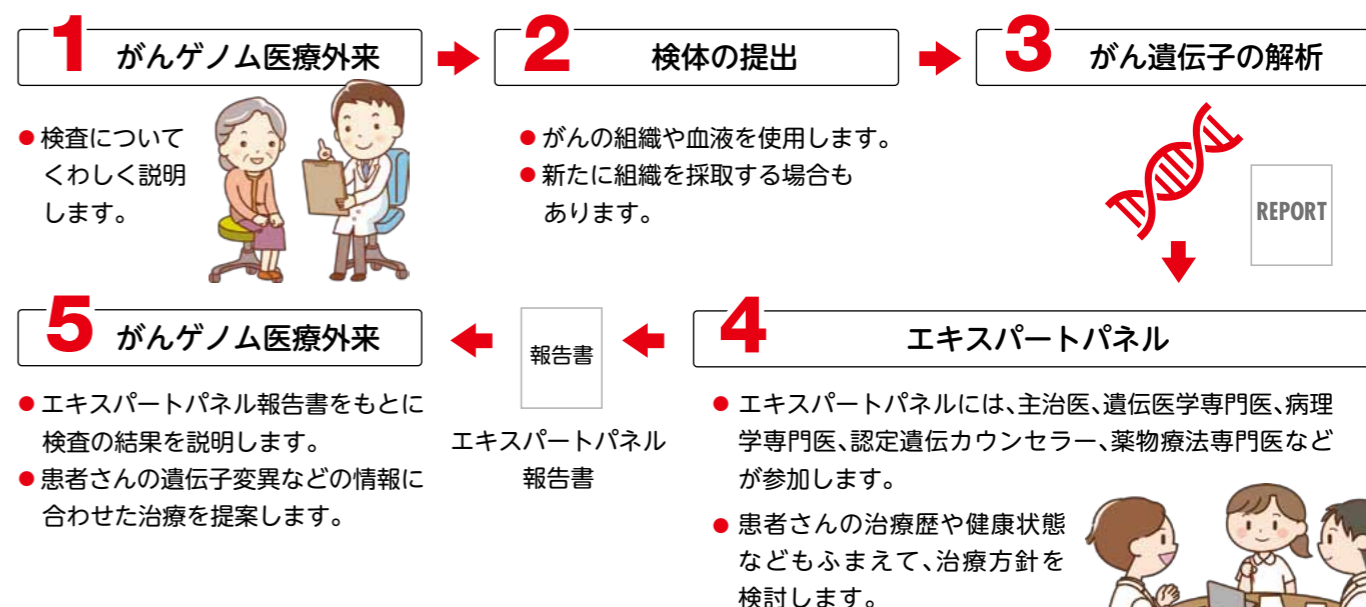 1 がんゲノム医療外来
● 検査について
くわしく説明
します。
2 検体の提出
● がんの組織や血液を使用します。
● 新たに組織を採取する場合も
あります。
3 がん遺伝子の解析
REPORT
4 エキスパートパネル
● エキスパートパネルには、主治医、遺伝医学専門医、病理
学専門医、認定遺伝カウンセラー、薬物療法専門医など
が参加します。
● 患者さんの治療歴や健康状態
などもふまえて、治療方針を
検討します。
報告書
エキスパートパネル
報告書
5 がんゲノム医療外来
● エキスパートパネル報告書をもとに
検査の結果を説明します。
● 患者さんの遺伝子変異などの情報に
合わせた治療を提案します。